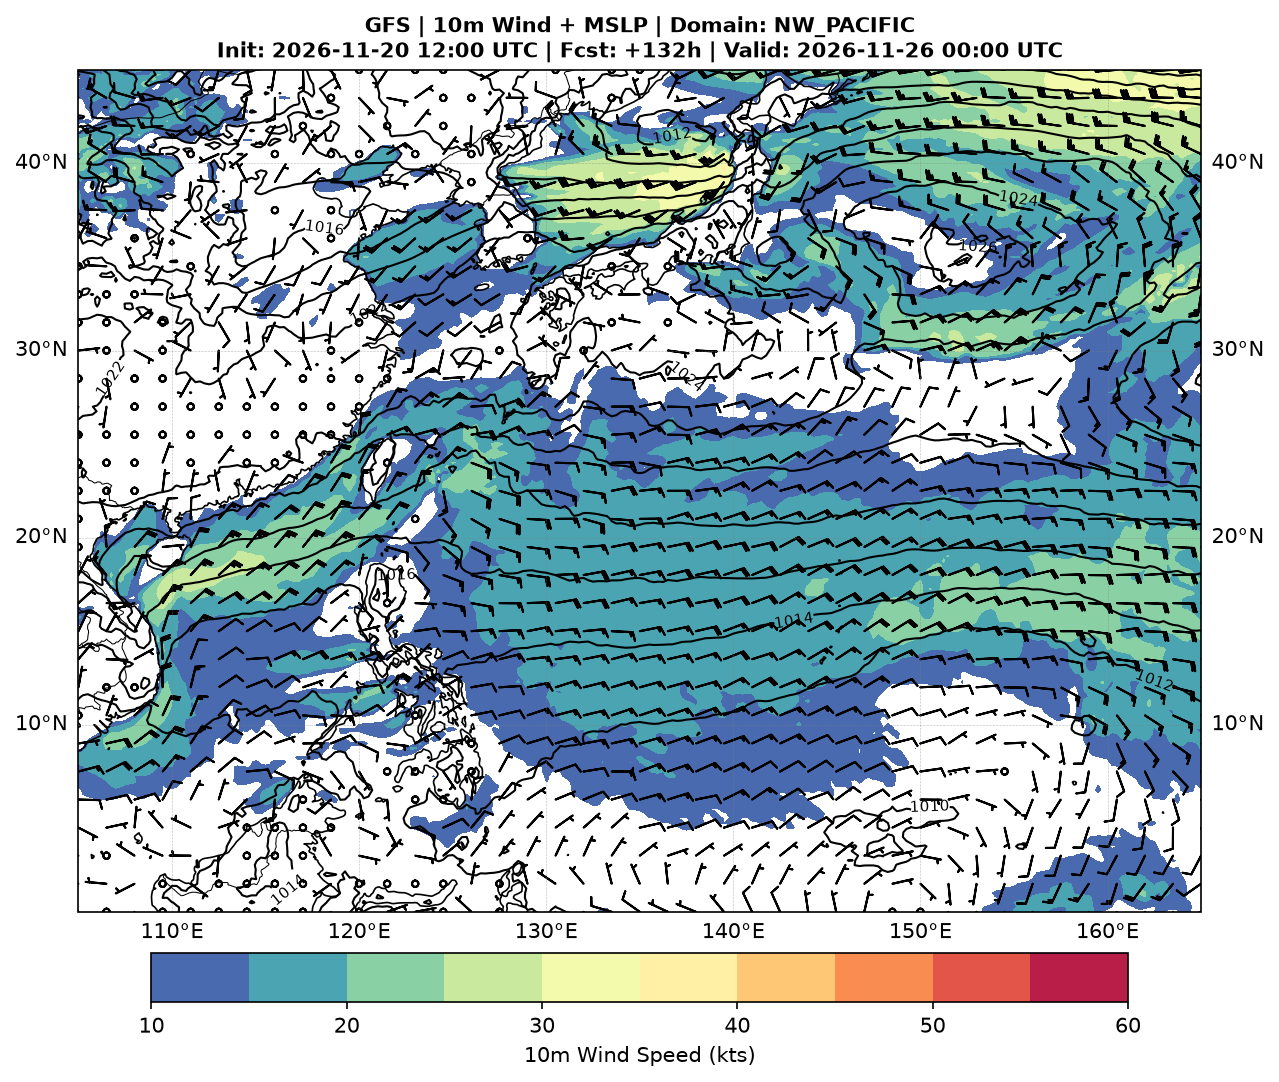 GFS | 10m Wind + MSLP | Domain: NW_PACIFIC
Init: 2026-11-20 12:00 UTC | Fcst: +132h | Valid: 2026-11-26 00:00 UTC
1012
40°N
40°N
1024
1016
1026
30°N
30°N
1022
1024
20°N
20°N
1016
1014
1012
10°N
10°N
1010
1014
110°E
120°E
130°E
140°E
150°E
160°E
10
20
30
40
50
60
10m Wind Speed (kts)